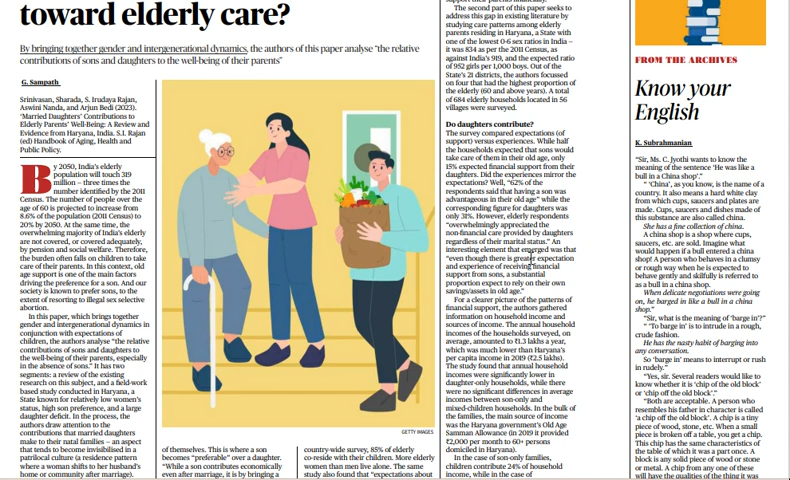 toward elderly care?
By bringing together gender and intergenerational dynamics, the authors of this paper analyse “the relative
contributions of sons and daughters to the well-being of their parents”
G. Sampath
Srinivasan, Sharada, S. Irudaya Rajan,
Aswini Nanda, and Arjun Bedi (2023).
‘Married Daughters’ Contributions to
Elderly Parents’ Well-Being: A Review and
Evidence from Haryana, India. S.I. Rajan
(ed) Handbook of Aging, Health and
Public Policy.
By 2050, India’s elderly
population will touch 319
million – three times the
number identified by the 2011
Census. The number of people over the
age of 60 is projected to increase from
8.6% of the population (2011 Census) to
20% by 2050. At the same time, the
overwhelming majority of India’s elderly
are not covered, or covered adequately,
by pension and social welfare. Therefore,
the burden often falls on children to take
care of their parents. In this context, old
age support is one of the main factors
driving the preference for a son. And our
society is known to prefer sons, to the
extent of resorting to illegal sex selective
abortion.
In this paper, which brings together
gender and intergenerational dynamics in
conjunction with expectations of
children, the authors analyse “the relative
contributions of sons and daughters to
the well-being of their parents, especially
in the absence of sons.” It has two
segments: a review of the existing
research on this subject, and a field-work
based study conducted in Haryana, a
State known for relatively low women’s
status, high son preference, and a large
daughter deficit. In the process, the
authors draw attention to the
contributions that married daughters
make to their natal families – an aspect
that tends to become invisibilised in a
patrilocal culture (a residence pattern
where a woman shifts to her husband’s
home or community after marriage).
GETTY IMAGES
of themselves. This is where a son
becomes “preferable” over a daughter.
“While a son contributes economically
even after marriage, it is by bringing a
country-wide survey, 85% of elderly
co-reside with their children. More elderly
women than men live alone. The same
study also found that “expectations about
The second part of this paper seeks to
address this gap in existing literature by
studying care patterns among elderly
parents residing in Haryana, a State with
one of the lowest 0-6 sex ratios in India –
it was 834 as per the 2011 Census, as
against India’s 919, and the expected ratio
of 952 girls per 1,000 boys. Out of the
State’s 21 districts, the authors focussed
on four that had the highest proportion of
the elderly (60 and above years). A total
of 684 elderly households located in 56
villages were surveyed.
Do daughters contribute?
The survey compared expectations (of
support) versus experiences. While half
the households expected that sons would
take care of them in their old age, only
15% expected financial support from their
daughters. Did the experiences mirror the
expectations? Well, “62% of the
respondents said that having a son was
advantageous in their old age” while the
corresponding figure for daughters was
only 31%. However, elderly respondents
“overwhelmingly appreciated the
non-financial care provided by daughters
regardless of their marital status.” An
interesting element that emerged was that
“even though there is greater expectation
and experience of receiving financial
support from sons, a substantial
proportion expect to rely on their own
savings/assets in old age.”
For a clearer picture of the patterns of
financial support, the authors gathered
information on household income and
sources of income. The annual household
incomes of the households surveyed, on
average, amounted to ₹1.3 lakhs a year,
which was much lower than Haryana’s
per capita income in 2019 (₹2.5 lakhs).
The study found that annual household
incomes were significantly lower in
daughter-only households, while there
were no significant differences in average
incomes between son-only and
mixed-children households. In the bulk of
the families, the main source of income
was the Haryana government’s Old Age
Samman Allowance (in 2019 it provided
₹2,000 per month to 60+ persons
domiciled in Haryana).
In the case of son-only families,
children contribute 24% of household
income, while in the case of
FROM THE ARCHIVES
Know your
English
K. Subrahmanian
“Sir, Ms. C. Jyothi wants to know the
meaning of the sentence ‘He was like a
bull in a China shop’.”
“ ‘China’, as you know, is the name of a
country. It also means a hard white clay
from which cups, saucers and plates are
made. Cups, saucers and dishes made of
this substance are also called china.
She has a fine collection of china.
A china shop is a shop where cups,
saucers, etc. are sold. Imagine what
would happen if a bull entered a china
shop! A person who behaves in a clumsy
or rough way when he is expected to
behave gently and skilfully is referred to
as a bull in a china shop.
When delicate negotiations were going
on, he barged in like a bull in a china
shop.”
“Sir, what is the meaning of ‘barge in’?”
“ ‘To barge in’ is to intrude in a rough,
crude fashion.
He has the nasty habit of barging into
any conversation.
So ‘barge in’ means to interrupt or rush
in rudely.”
“Yes, sir. Several readers would like to
know whether it is ‘chip of the old block’
or ‘chip off the old block’.”
“Both are acceptable. A person who
resembles his father in character is called
‘a chip off the old block’. A chip is a tiny
piece of wood, stone, etc. When a small
piece is broken off a table, you get a chip.
This chip has the same characteristics of
the table of which it was a part once. A
block is any solid piece of wood or stone
or metal. A chip from any one of these
will have the qualities of the thing it was